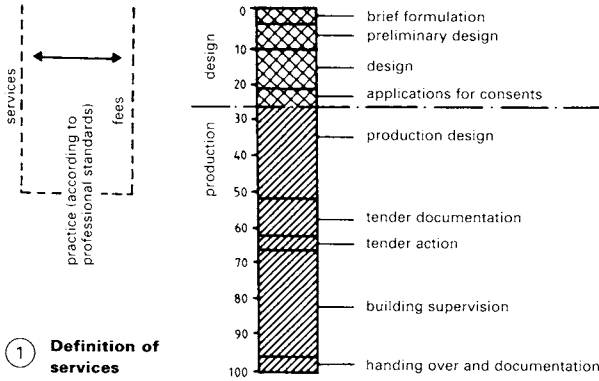 services
fees
practice (according to
professional standards)
1 Definition of
services
design
production
0
10
20
30
40
50
60
70
80
90
100
brief formulation
preliminary design
design
applications for consents
production design
tender documentation
tender action
building supervision
handing over and documentation